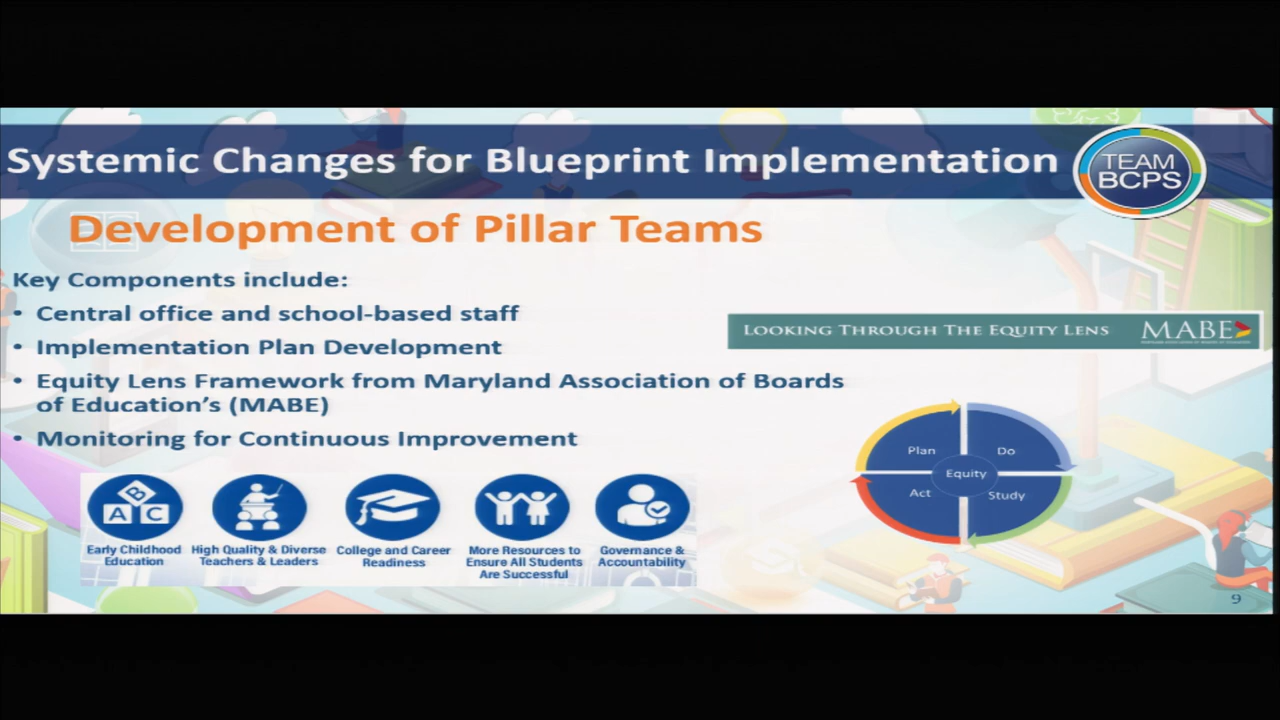 Systemic Changes for Blueprint Implementation
TEAM
BCPS
Development of Pillar Teams
Key Components include:
• Central office and school-based staff
• Implementation Plan Development
• Equity Lens Framework from Maryland Association of Boards
of Education's (MABE)
• Monitoring for Continuous Improvement
LOOKING THROUGH THE EQUITY LENS
MABE
Plan
Do
Equity
Act
Study
Early Childhood
Education
High Quality & Diverse
Teachers & Leaders
College and Career
Readiness
More Resources to
Ensure All Students
Are Successful
Governance &
Accountability
9